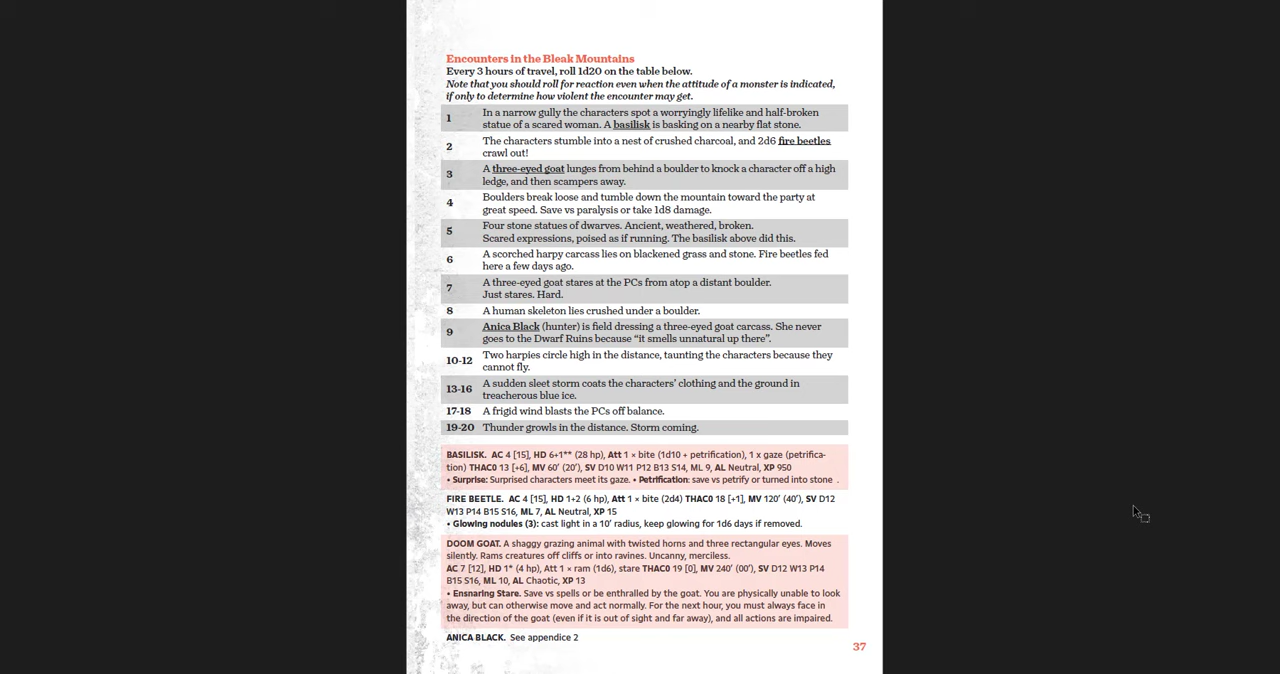 Encounters in the Bleak Mountains
Every 3 hours of travel, roll 1d20 on the table below.
Note that you should roll for reaction even when the attitude of a monster is indicated,
if only to determine how violent the encounter may get.
1 In a narrow gully the characters spot a worryingly lifelike and half-broken
statue of a scared woman. A basilisk is basking on a nearby flat stone.
2 The characters stumble into a nest of crushed charcoal, and 2d6 fire beetles
crawl out!
3 A three-eyed goat lunges from behind a boulder to knock a character off a high
ledge, and then scampers away.
4 Boulders break loose and tumble down the mountain toward the party at
great speed. Save vs paralysis or take 1d8 damage.
5 Four stone statues of dwarves. Ancient, weathered, broken.
Scared expressions, poised as if running. The basilisk above did this.
6 A scorched harpy carcass lies on blackened grass and stone. Fire beetles fed
here a few days ago.
7 A three-eyed goat stares at the PCs from atop a distant boulder.
Just stares. Hard.
8 A human skeleton lies crushed under a boulder.
9 Anica Black (hunter) is field dressing a three-eyed goat carcass. She never
goes to the Dwarf Ruins because “it smells unnatural up there”.
10-12 Two harpies circle high in the distance, taunting the characters because they
cannot fly.
13-16 A sudden sleet storm coats the characters’ clothing and the ground in
treacherous blue ice.
17-18 A frigid wind blasts the PCs off balance.
19-20 Thunder growls in the distance. Storm coming.
BASILISK. AC 4 [15], HD 6+1** (28 hp), Att 1 × bite (1d10 + petrification), 1 x gaze (petrifica-
tion) THAC0 13 [+6], MV 60’ (20’), SV D10 W11 P12 B13 S14, ML 9, AL Neutral, XP 950
• Surprise: Surprised characters meet its gaze. • Petrification: save vs petrify or turned into stone .
FIRE BEETLE. AC 4 [15], HD 1+2 (6 hp), Att 1 × bite (2d4) THAC0 18 [+1], MV 120’ (40’), SV D12
W13 P14 B15 S16, ML 7, AL Neutral, XP 15
• Glowing nodules (3): cast light in a 10’ radius, keep glowing for 1d6 days if removed.
DOOM GOAT. A shaggy grazing animal with twisted horns and three rectangular eyes. Moves
silently. Rams creatures off cliffs or into ravines. Uncanny, merciless.
AC 7 [12], HD 1* (4 hp), Att 1 × ram (1d6), stare THAC0 19 [0], MV 240’ (00’), SV D12 W13 P14
B15 S16, ML 10, AL Chaotic, XP 13
• Ensnaring Stare. Save vs spells or be enthralled by the goat. You are physically unable to look
away, but can otherwise move and act normally. For the next hour, you must always face in
the direction of the goat (even if it is out of sight and far away), and all actions are impaired.
ANICA BLACK. See appendice 2
37